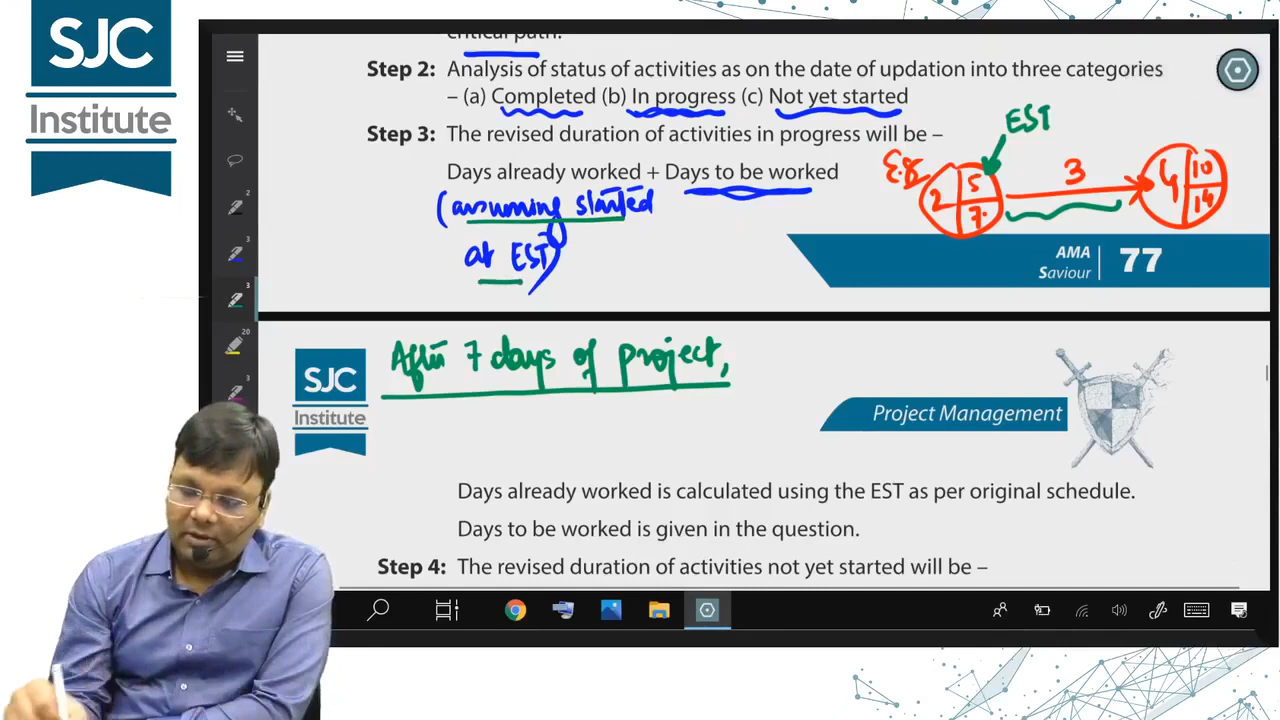 SJC
Institute
critical path.
Step 2: Analysis of status of activities as on the date of updation into three categories
– (a) Completed (b) In progress (c) Not yet started
EST
Step 3: The revised duration of activities in progress will be –
Days already worked + Days to be worked
E.g.
2 5 7
3
4 10 14
(assuming started
at EST)
AMA
Saviour
77
2
3
3
20
3
After 7 days of project,
SJC
Institute
Project Management
Days already worked is calculated using the EST as per original schedule.
Days to be worked is given in the question.
Step 4: The revised duration of activities not yet started will be –